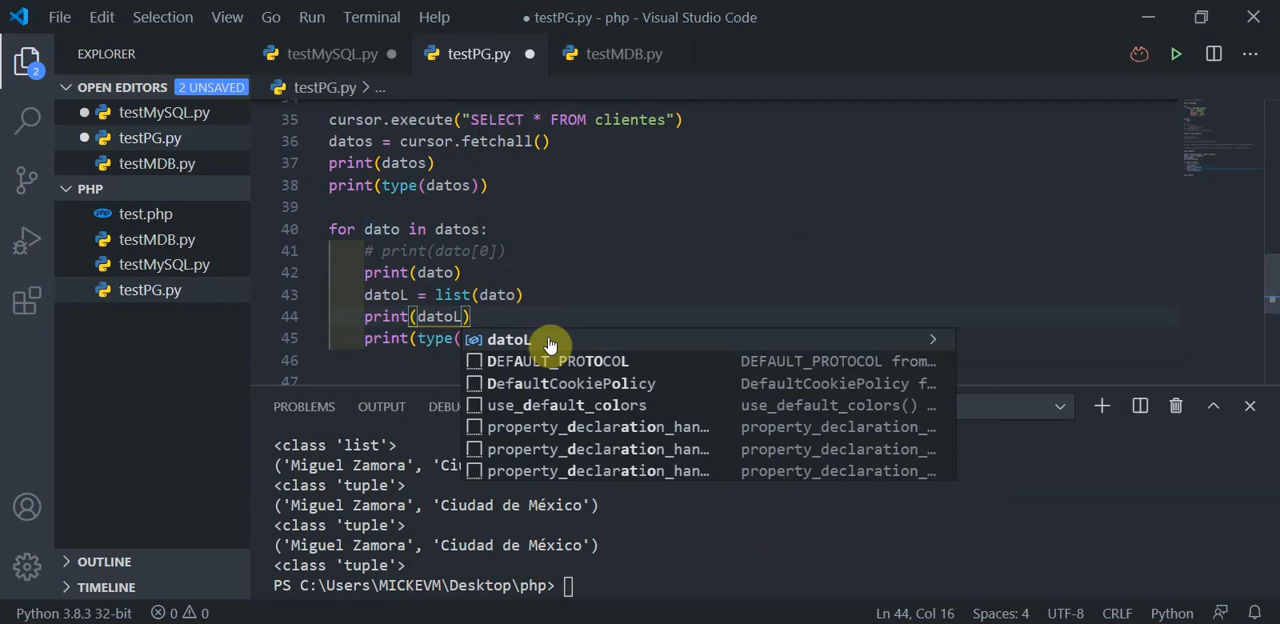 File Edit Selection View Go Run Terminal Help ● testPG.py - php - Visual Studio Code
EXPLORER
testMySQL.py ● testPG.py ● testMDB.py
OPEN EDITORS 2 UNSAVED
2
testPG.py > ...
● testMySQL.py
● testPG.py
testMDB.py
PHP
php test.php
testMDB.py
testMySQL.py
testPG.py
OUTLINE
TIMELINE
35 cursor.execute("SELECT * FROM clientes")
36 datos = cursor.fetchall()
37 print(datos)
38 print(type(datos))
39
40 for dato in datos:
41 # print(dato[0])
42 print(dato)
43 datoL = list(dato)
44 print(datoL)
45 print(type(
46
47
datoL >
DEFAULT_PROTOCOL DEFAULT_PROTOCOL from…
DefaultCookiePolicy DefaultCookiePolicy f…
use_default_colors use_default_colors() …
property_declaration_han… property_declaration_…
property_declaration_han… property_declaration_…
property_declaration_han… property_declaration_…
PROBLEMS OUTPUT DEBU
<class 'list'>
('Miguel Zamora', 'Ci
<class 'tuple'>
('Miguel Zamora', 'Ciudad de México')
<class 'tuple'>
('Miguel Zamora', 'Ciudad de México')
<class 'tuple'>
PS C:\Users\MICKEVM\Desktop\php>
Python 3.8.3 32-bit 0 0 Ln 44, Col 16 Spaces: 4 UTF-8 CRLF Python